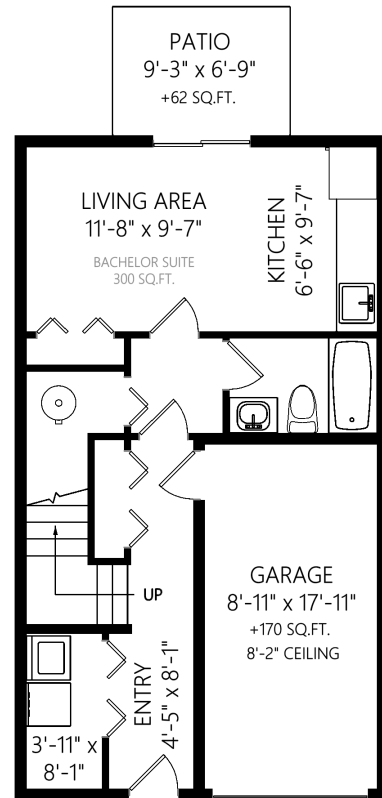 PATIO
9'-3" x 6'-9"
+62 SQ.FT.
LIVING AREA
11'-8" x 9'-7"
BACHELOR SUITE
300 SQ.FT.
KITCHEN
6'-6" x 9'-7"
UP
GARAGE
8'-11" x 17'-11"
+170 SQ.FT.
8'-2" CEILING
ENTRY
4'-5" x 8'-1"
3'-11" x
8'-1"